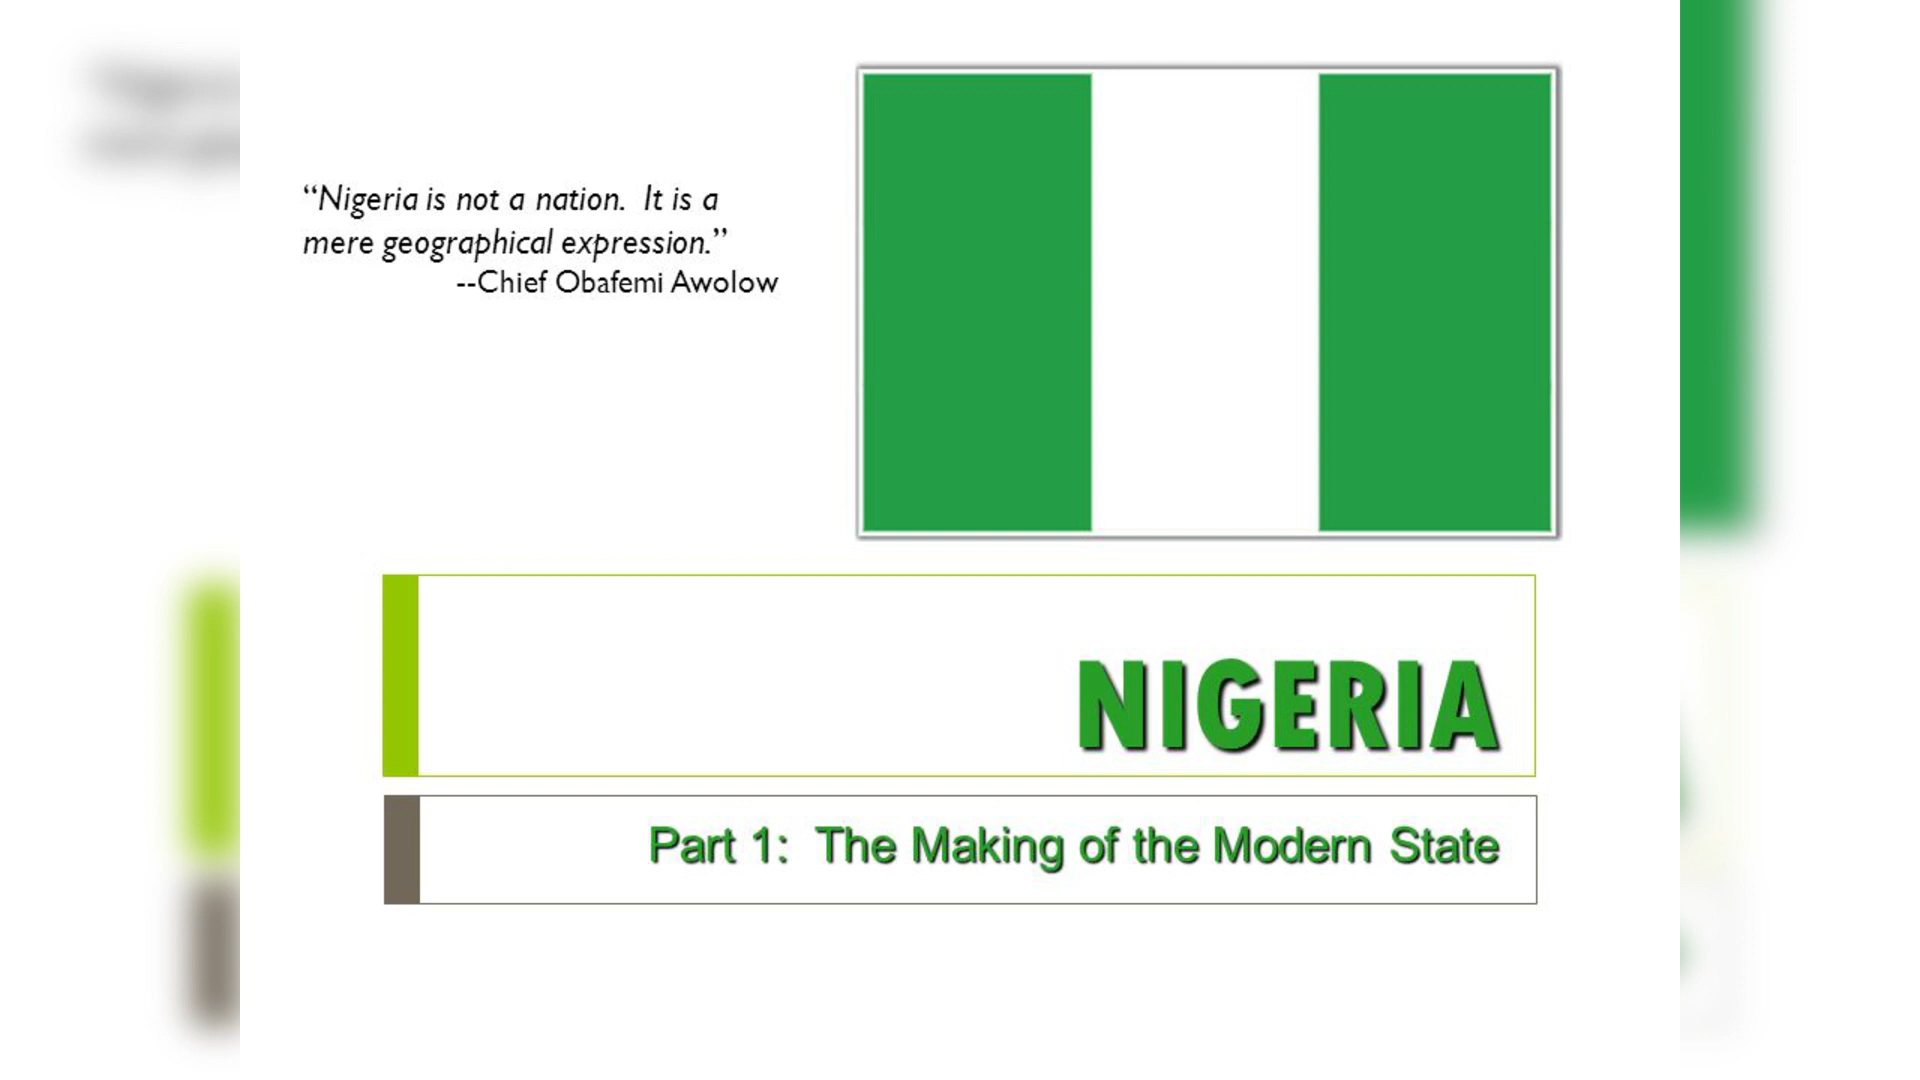 “Nigeria is not a nation.  It is a
mere geographical expression.”
--Chief Obafemi Awolow
NIGERIA
Part 1:  The Making of the Modern State